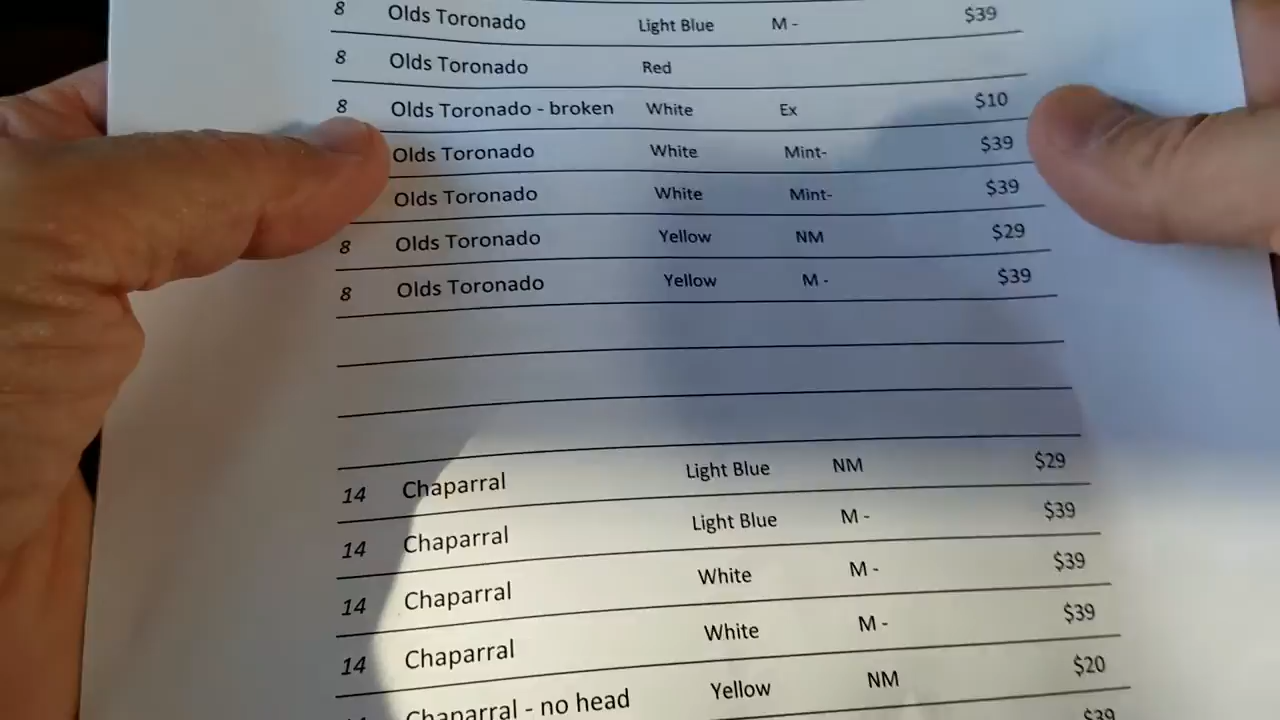 8 Olds Toronado Light Blue M - $39
8 Olds Toronado Red
8 Olds Toronado - broken White Ex $10
Olds Toronado White Mint- $39
Olds Toronado White Mint- $39
8 Olds Toronado Yellow NM $29
8 Olds Toronado Yellow M - $39
14 Chaparral Light Blue NM $29
14 Chaparral Light Blue M - $39
14 Chaparral White M - $39
14 Chaparral White M - $39
Chaparral - no head Yellow NM $20
$39